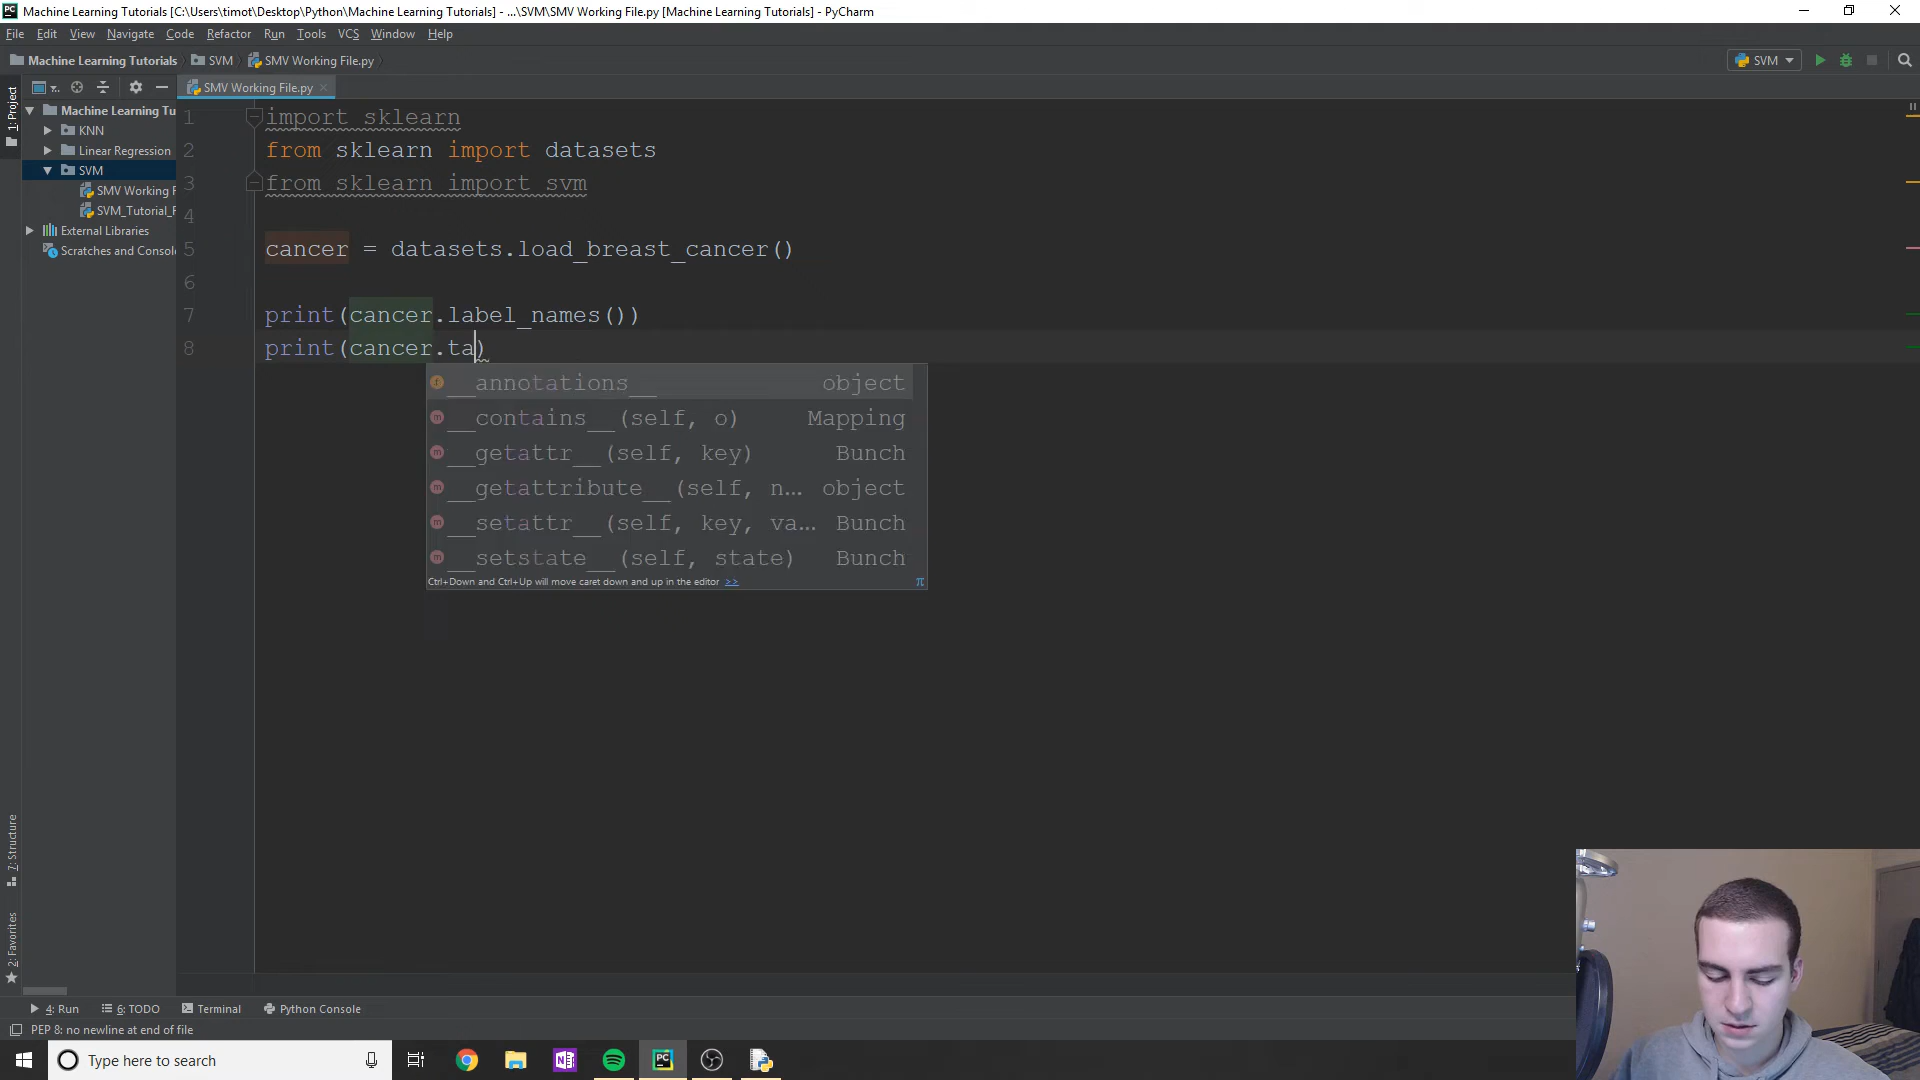 Machine Learning Tutorials [C:\Users\timot\Desktop\Python\Machine Learning Tutorials] - ...\SVM\SMV Working File.py [Machine Learning Tutorials] - PyCharm
File Edit View Navigate Code Refactor Run Tools VCS Window Help
Machine Learning Tutorials SVM SMV Working File.py SVM
SMV Working File.py
1: Project
Machine Learning Tu
KNN
Linear Regression
SVM
SMV Working F
SVM_Tutorial_F
External Libraries
Scratches and Consol
1 import sklearn
2 from sklearn import datasets
3 from sklearn import svm
4
5 cancer = datasets.load_breast_cancer()
6
7 print(cancer.label_names())
8 print(cancer.ta)
__annotations__ object
__contains__(self, o) Mapping
__getattr__(self, key) Bunch
__getattribute__(self, n... object
__setattr__(self, key, va... Bunch
__setstate__(self, state) Bunch
Ctrl+Down and Ctrl+Up will move caret down and up in the editor >> π
7: Structure
2: Favorites
4: Run 6: TODO Terminal Python Console
PEP 8: no newline at end of file
Type here to search